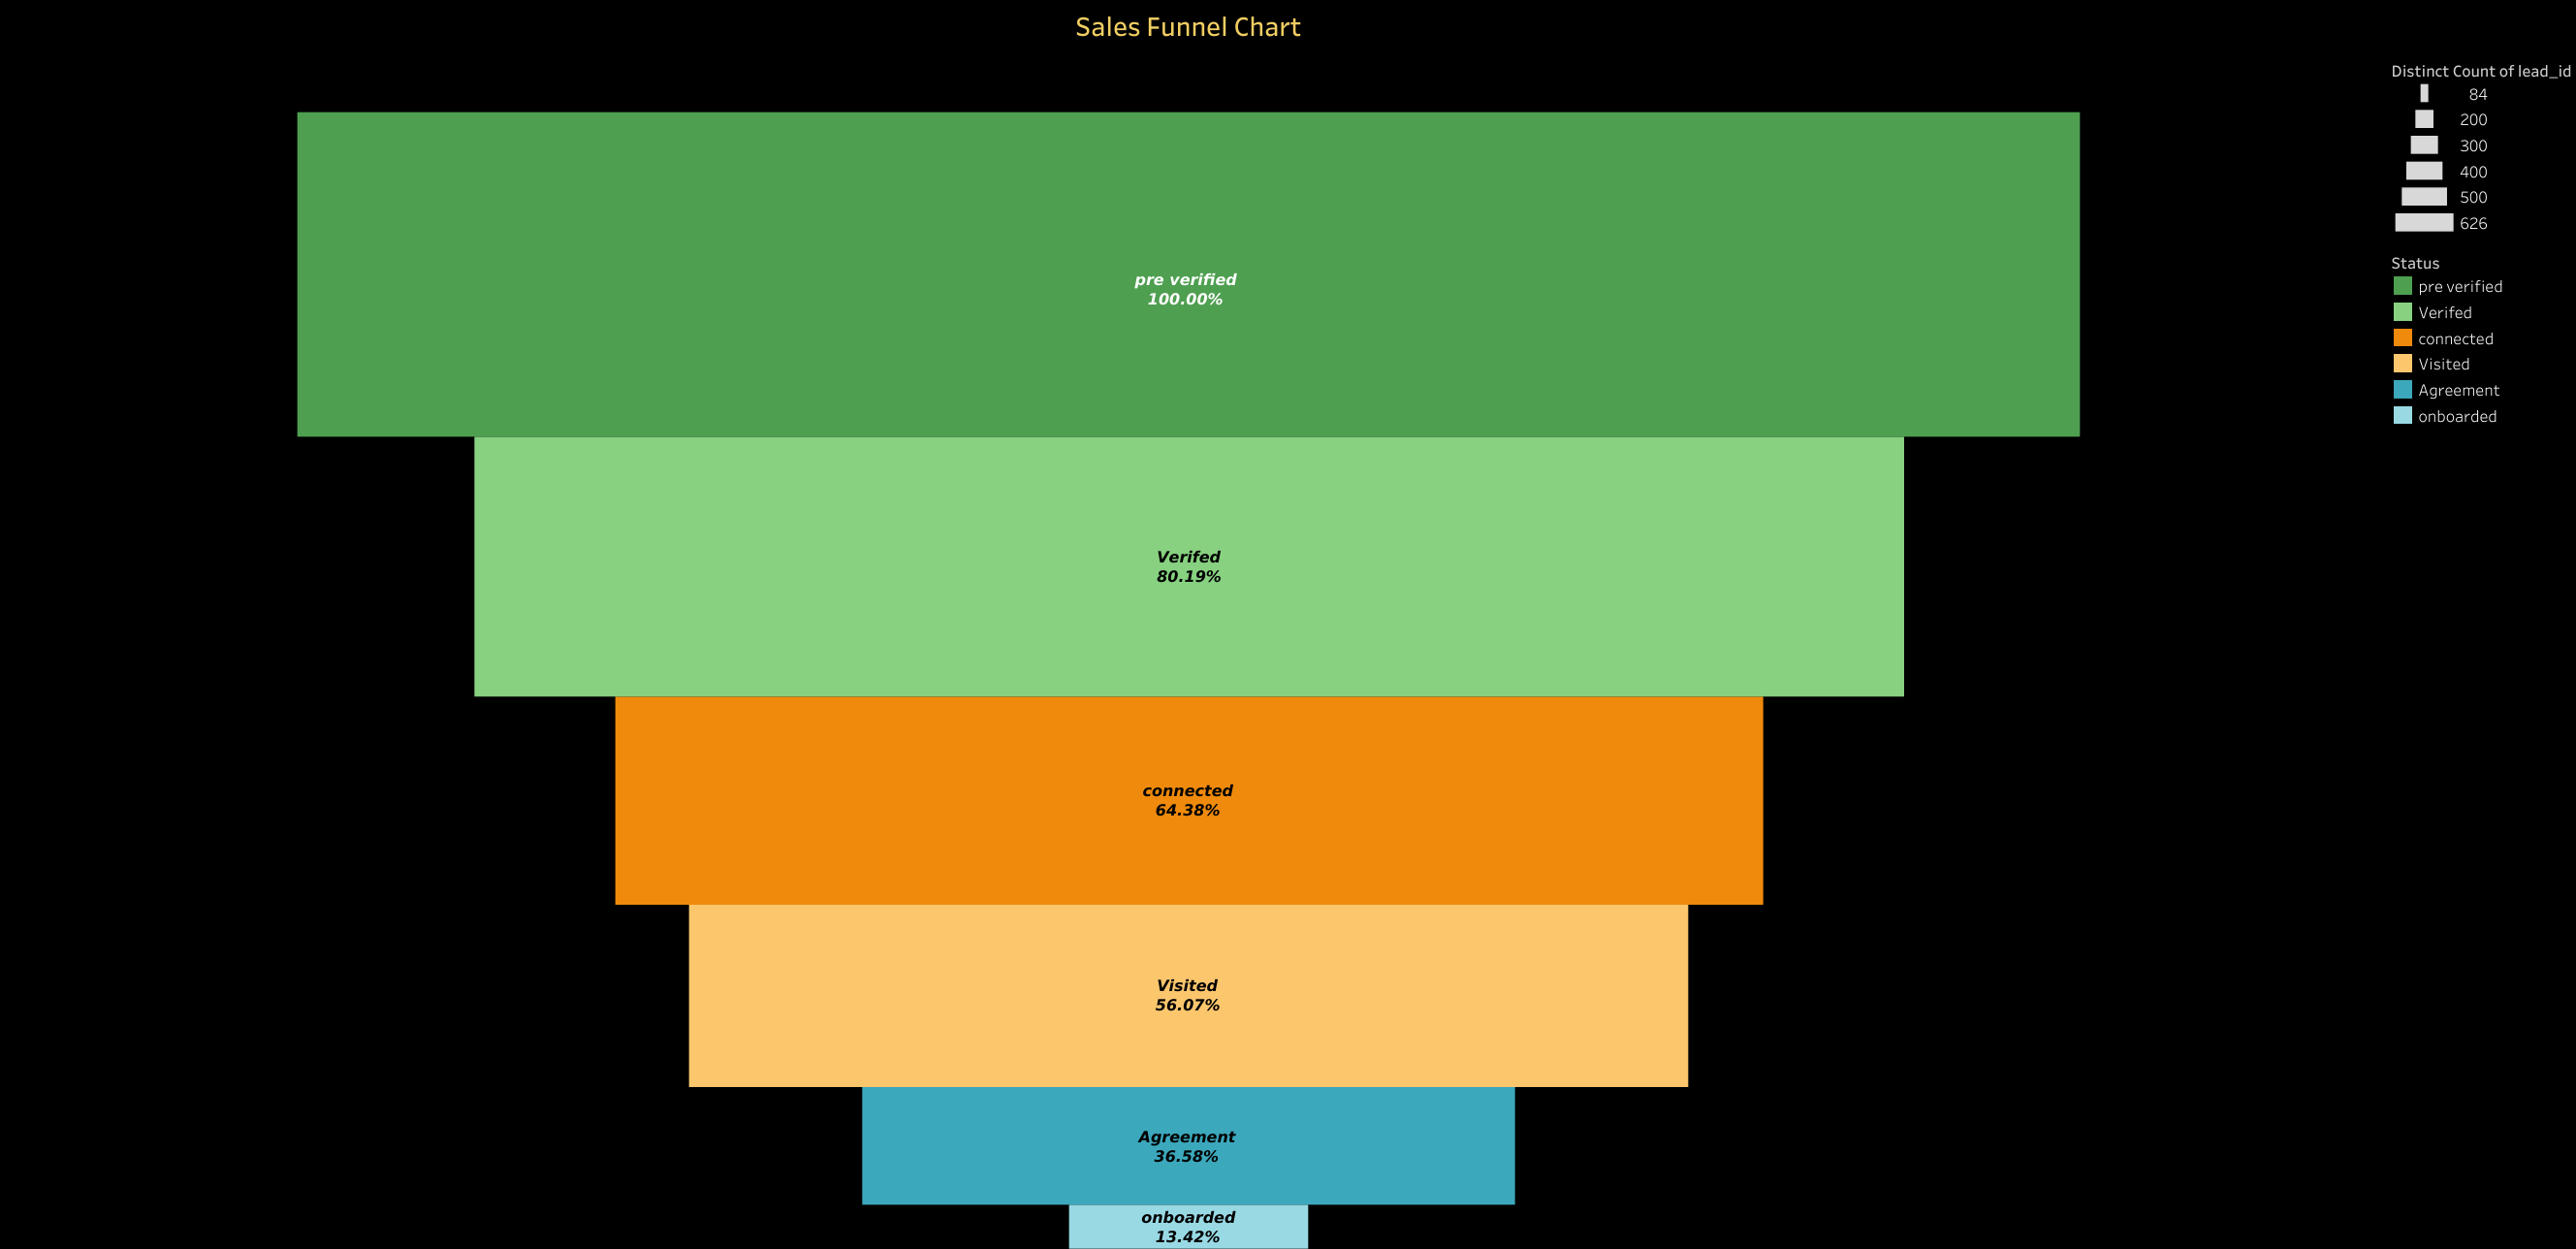 Sales Funnel Chart
Distinct Count of lead_id
84
200
300
400
500
626
Status
pre verified
Verifed
connected
Visited
Agreement
onboarded
pre verified
100.00%
Verifed
80.19%
connected
64.38%
Visited
56.07%
Agreement
36.58%
onboarded
13.42%